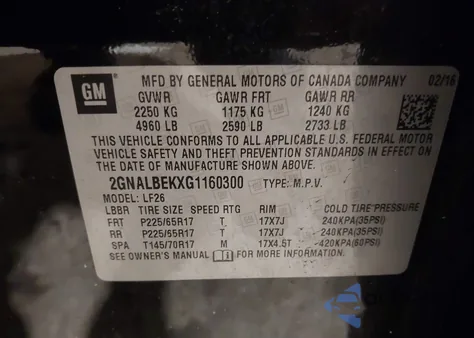 GM
MFD BY GENERAL MOTORS OF CANADA COMPANY 02/16
GVWR GAWR FRT GAWR RR
2250 KG 1175 KG 1240 KG
4960 LB 2590 LB 2733 LB
THIS VEHICLE CONFORMS TO ALL APPLICABLE U.S. FEDERAL MOTOR
VEHICLE SAFETY AND THEFT PREVENTION STANDARDS IN EFFECT ON
THE DATE OF MANUFACTURE SHOWN ABOVE.
2GNALBEKXG1160300 TYPE: M.P.V.
MODEL: LF26
LBBR TIRE SIZE SPEED RTG RIM COLD TIRE PRESSURE
FRT P225/65R17 T 17X7J 240KPA(35PSI)
RR P225/65R17 T 17X7J 240KPA(35PSI)
SPA T145/70R17 M 17X4.5T 420KPA(60PSI)
SEE OWNER'S MANUAL FOR MORE INFORMATION.